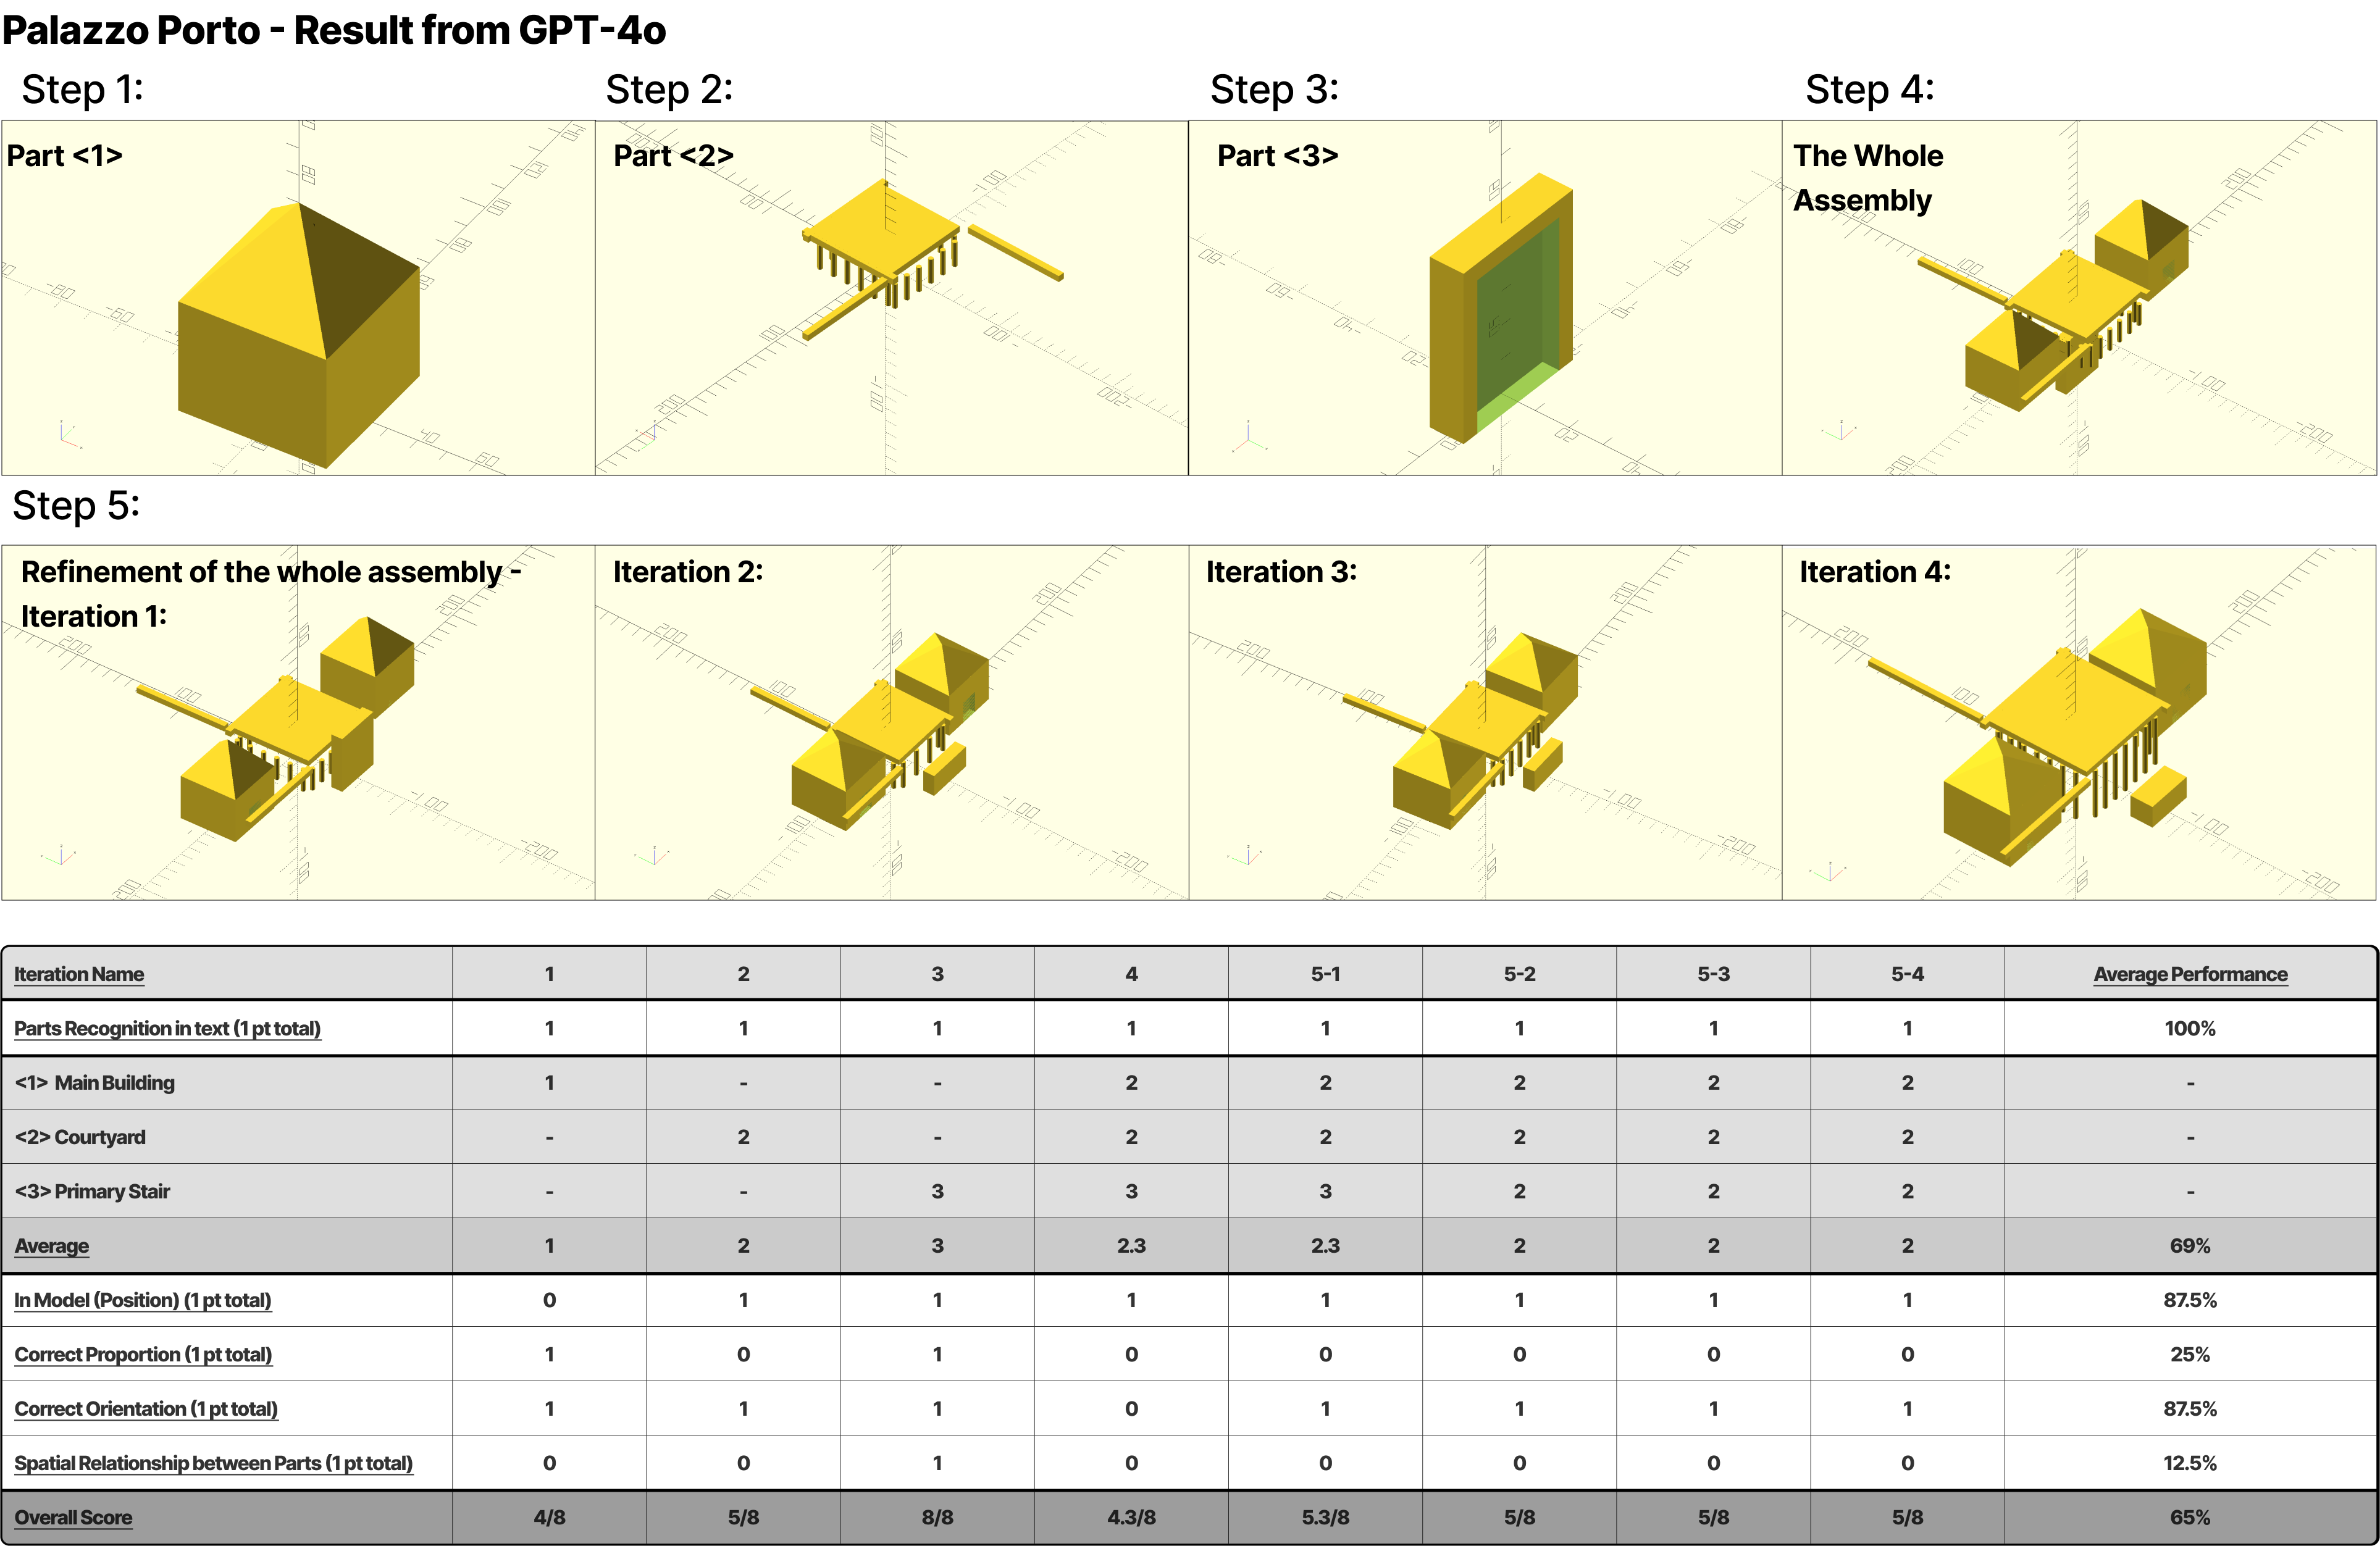 Palazzo Porto - Result from GPT-4o
Step 1: Step 2: Step 3: Step 4:
Part <1> Part <2> Part <3> The Whole
Assembly
Step 5:
Refinement of the whole assembly - Iteration 2: Iteration 3: Iteration 4:
Iteration 1:
Iteration Name 1 2 3 4 5-1 5-2 5-3 5-4 Average Performance
Parts Recognition in text (1 pt total) 1 1 1 1 1 1 1 1 100%
<1> Main Building 1 - - 2 2 2 2 2 -
<2> Courtyard - 2 - 2 2 2 2 2 -
<3> Primary Stair - - 3 3 3 2 2 2 -
Average 1 2 3 2.3 2.3 2 2 2 69%
In Model (Position) (1 pt total) 0 1 1 1 1 1 1 1 87.5%
Correct Proportion (1 pt total) 1 0 1 0 0 0 0 0 25%
Correct Orientation (1 pt total) 1 1 1 0 1 1 1 1 87.5%
Spatial Relationship between Parts (1 pt total) 0 0 1 0 0 0 0 0 12.5%
Overall Score 4/8 5/8 8/8 4.3/8 5.3/8 5/8 5/8 5/8 65%